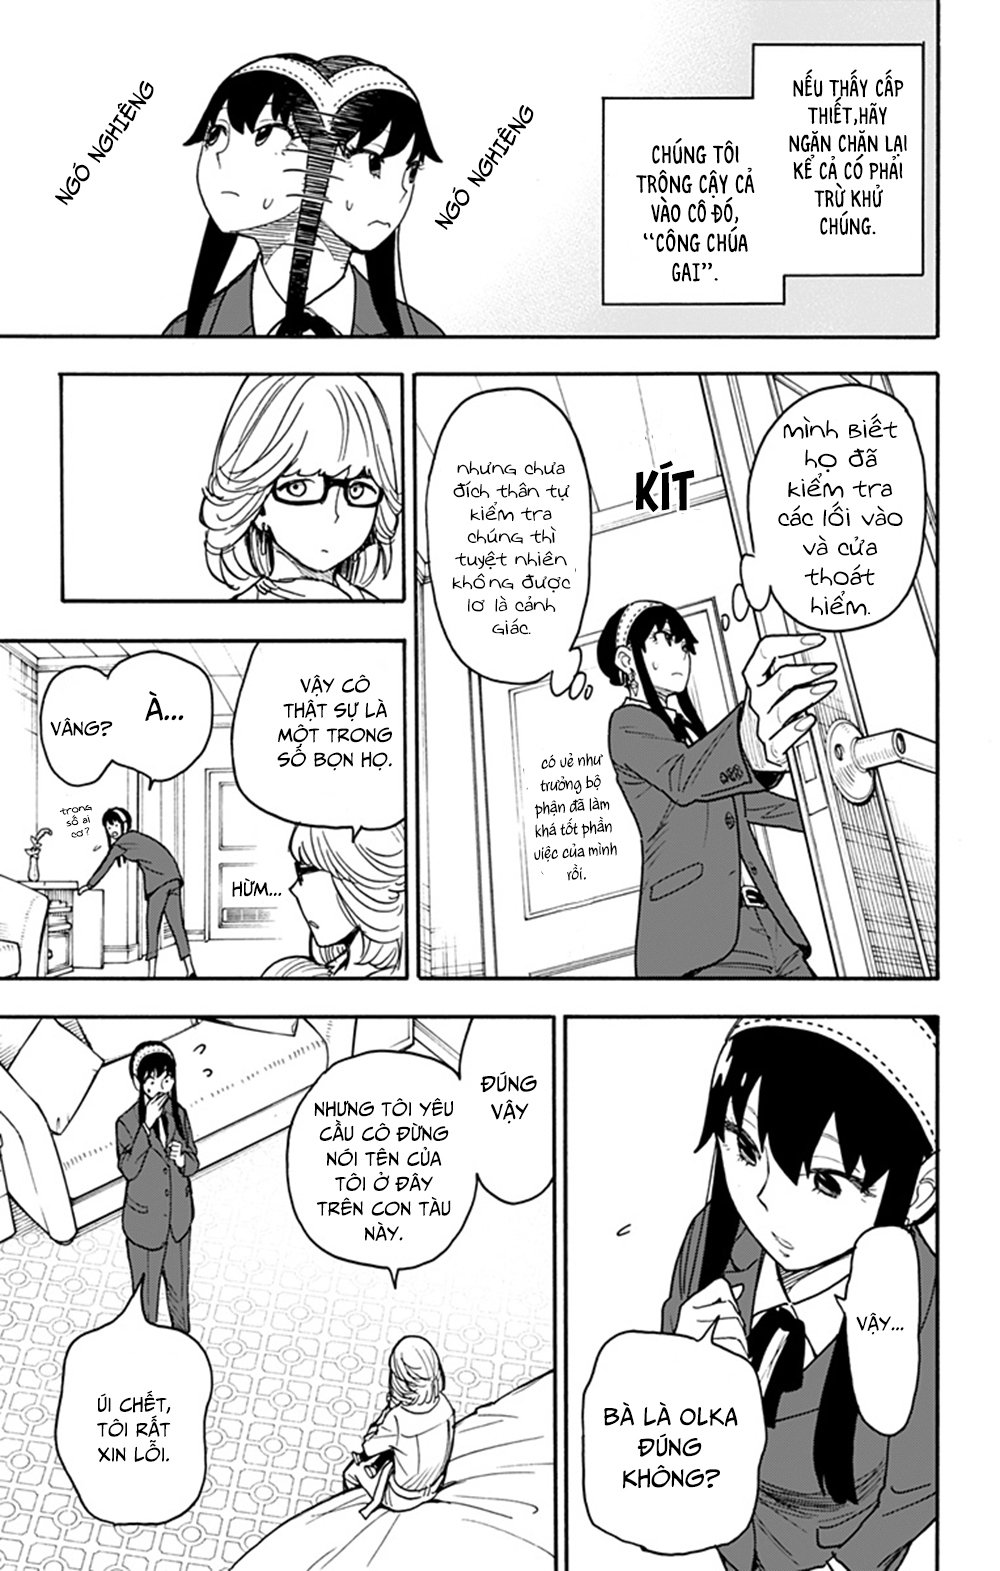 NẾU THẤY CẤP
THIẾT,HÃY
NGĂN CHẶN LẠI
KỂ CẢ CÓ PHẢI
TRỪ KHỬ
CHÚNG.
CHÚNG TÔI
TRÔNG CẬY CẢ
VÀO CÔ ĐÓ,
“CÔNG CHÚA
GAI”.
NGÓ NGHIÊNG
NGÓ NGHIÊNG
MÌNH BIẾT
HỌ ĐÃ
KIỂM TRA
CÁC LỐI VÀO
VÀ CỬA
THOÁT
HIỂM.
KÍT
NHƯNG CHƯA
ĐÍCH THÂN TỰ
KIỂM TRA
CHÚNG THÌ
TUYỆT NHIÊN
KHÔNG ĐƯỢC
LƠ LÀ CẢNH
GIÁC.
có vẻ như
trưởng bộ
phận đã làm
khá tốt phần
việc của mình
rồi.
VẬY CÔ
THẬT SỰ LÀ
MỘT TRONG
SỐ BỌN HỌ.
HỪM...
À...
VÂNG?
trong
số ai
cơ?
VẬY...
BÀ LÀ OLKA
ĐÚNG
KHÔNG?
ĐÚNG
VẬY
NHƯNG TÔI YÊU
CẦU CÔ ĐỪNG
NÓI TÊN CỦA
TÔI Ở ĐÂY
TRÊN CON TÀU
NÀY.
ÚI CHẾT,
TÔI RẤT
XIN LỖI.